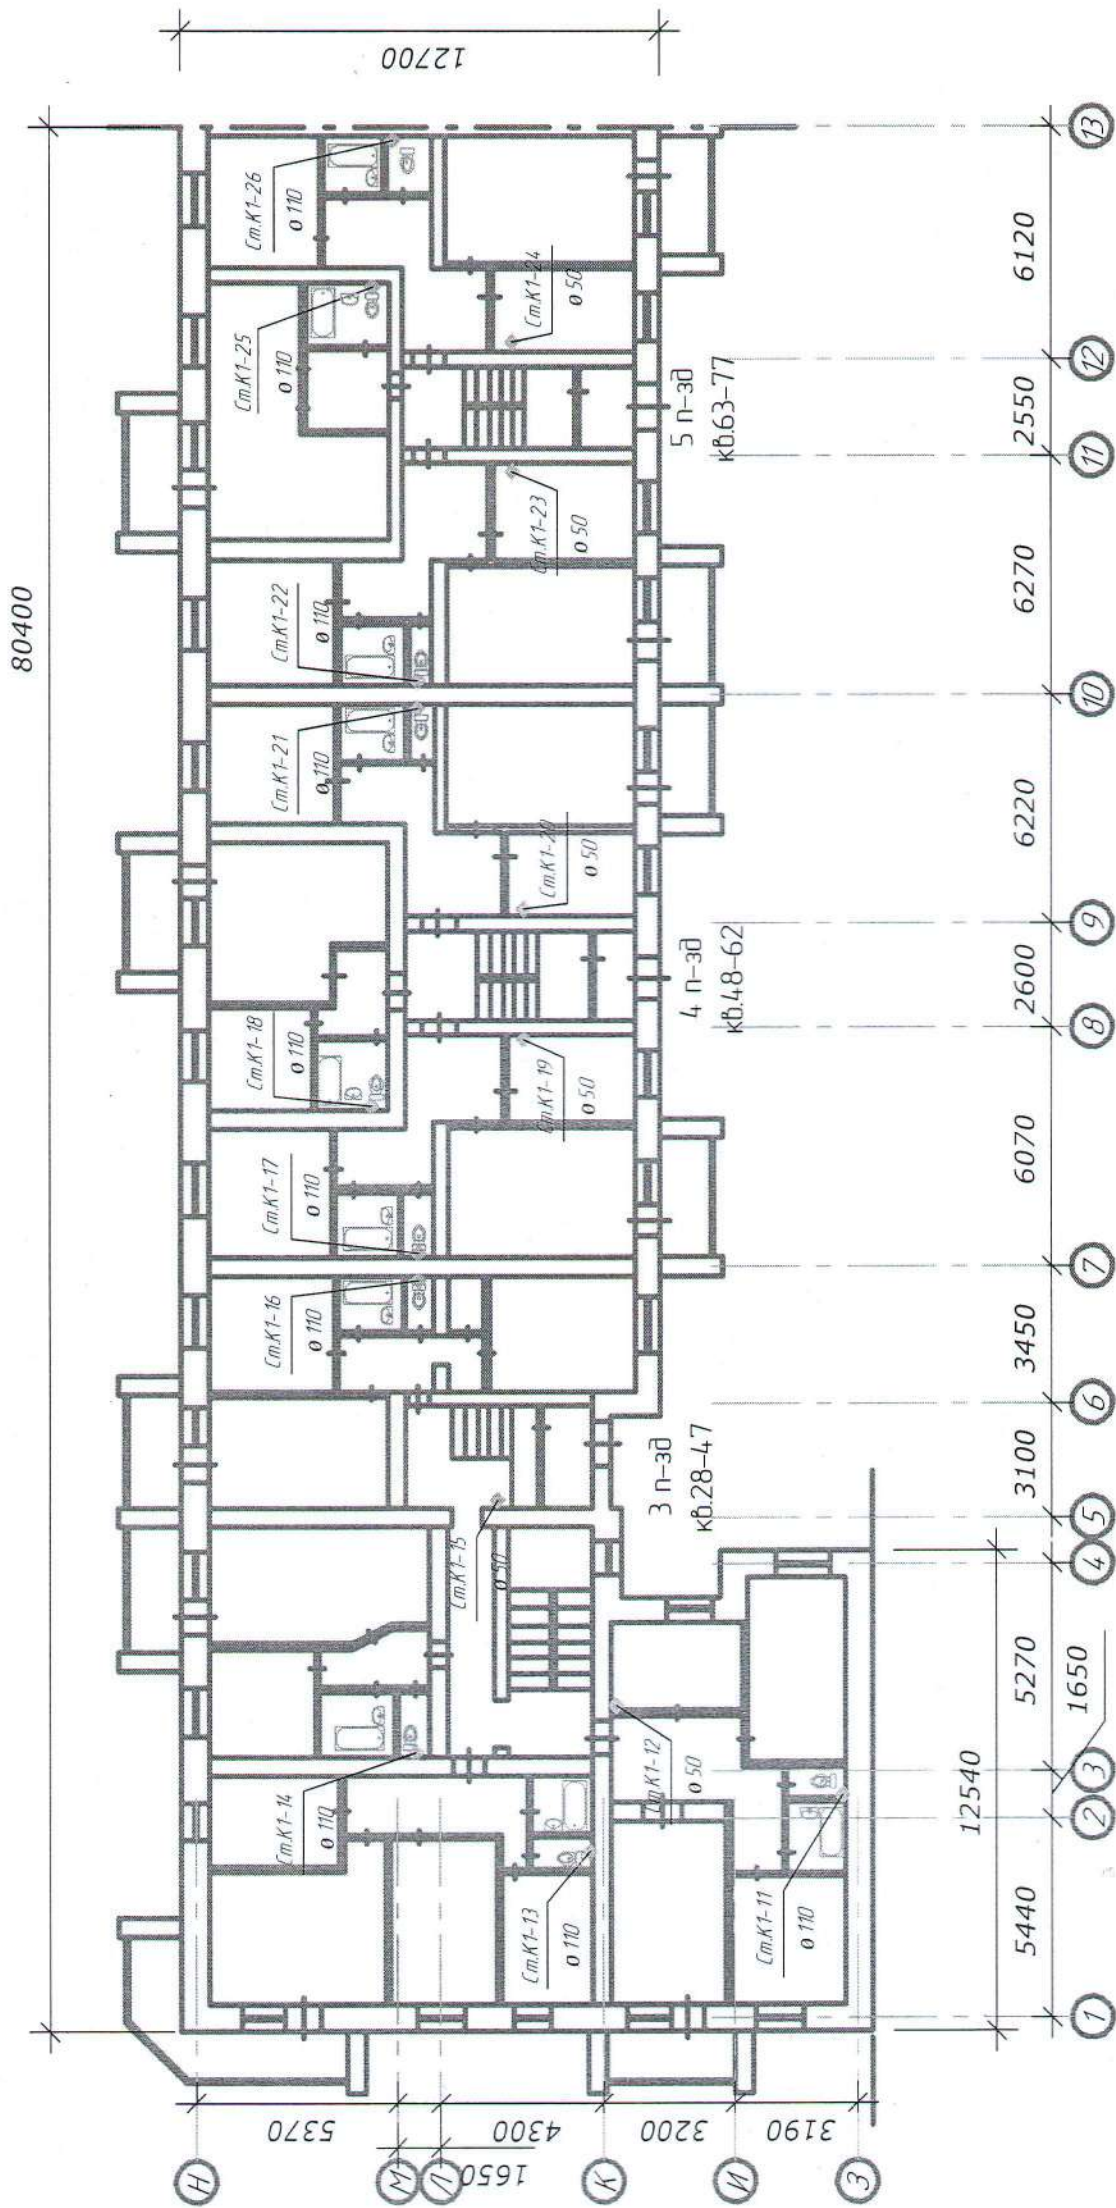 80400
12700
Ст.К1-14
ø 110
Ст.К1-16
ø 110
Ст.К1-17
ø 110
Ст.К1-18
ø 110
Ст.К1-21
ø 110
Ст.К1-22
ø 110
Ст.К1-25
ø 110
Ст.К1-26
ø 110
Ст.К1-13
ø 110
Ст.К1-15
ø 50
Ст.К1-19
ø 50
Ст.К1-20
ø 50
Ст.К1-23
ø 50
Ст.К1-24
ø 50
Ст.К1-12
ø 50
Ст.К1-11
ø 110
3 п-зд
кв.28-47
4 п-зд
кв.48-62
5 п-зд
кв.63-77
Н
5370
М
1650
Л
4300
К
3200
И
3190
З
12540
5440
1650
5270
3100
3450
6070
2600
6220
6270
2550
6120
1
2
3
4
5
6
7
8
9
10
11
12
13